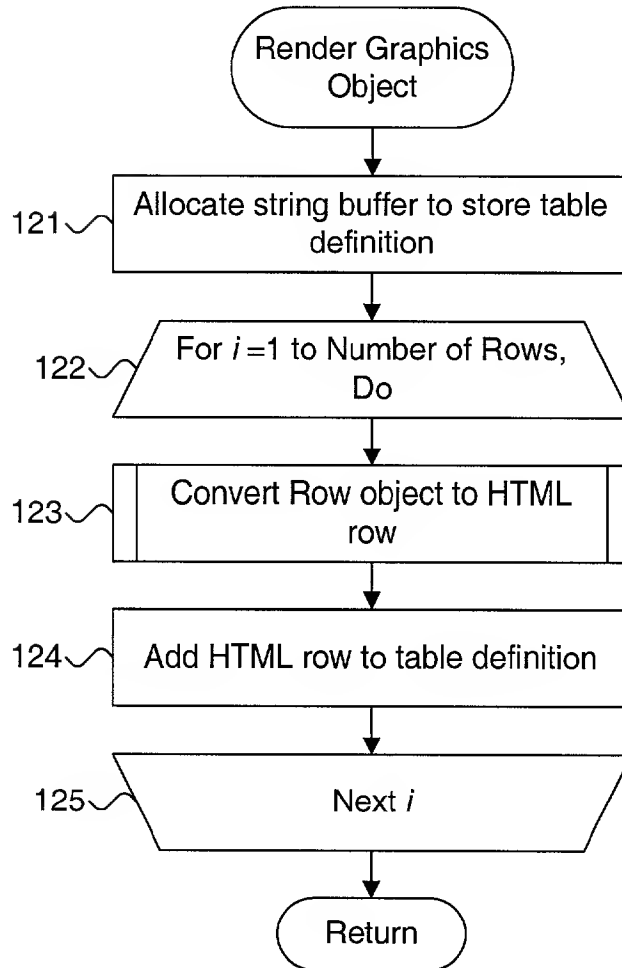 Render Graphics
Object
121
Allocate string buffer to store table
definition
122
For i =1 to Number of Rows,
Do
123
Convert Row object to HTML
row
124
Add HTML row to table definition
125
Next i
Return